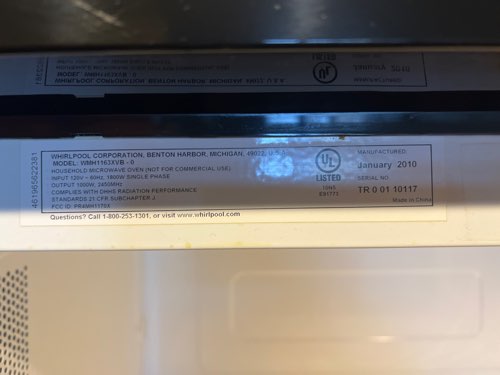 WHIRLPOOL CORPORATION, BENTON HARBOR, MICHIGAN, 49022, U.S.A.
MODEL: WMH1163XVB - 0
HOUSEHOLD MICROWAVE OVEN (NOT FOR COMMERCIAL USE)
INPUT 120V ~ 60Hz, 1600W SINGLE PHASE
OUTPUT 1000W, 2450MHz
COMPLIES WITH DHHS RADIATION PERFORMANCE
STANDARDS 21 CFR SUBCHAPTER J
Questions? Call 1-800-253-1301, or visit www.whirlpool.com
461965622381
UL
LISTED
E91773
MANUFACTURED
January 2010
SERIAL NO
TR 0 01 10117
Made in China